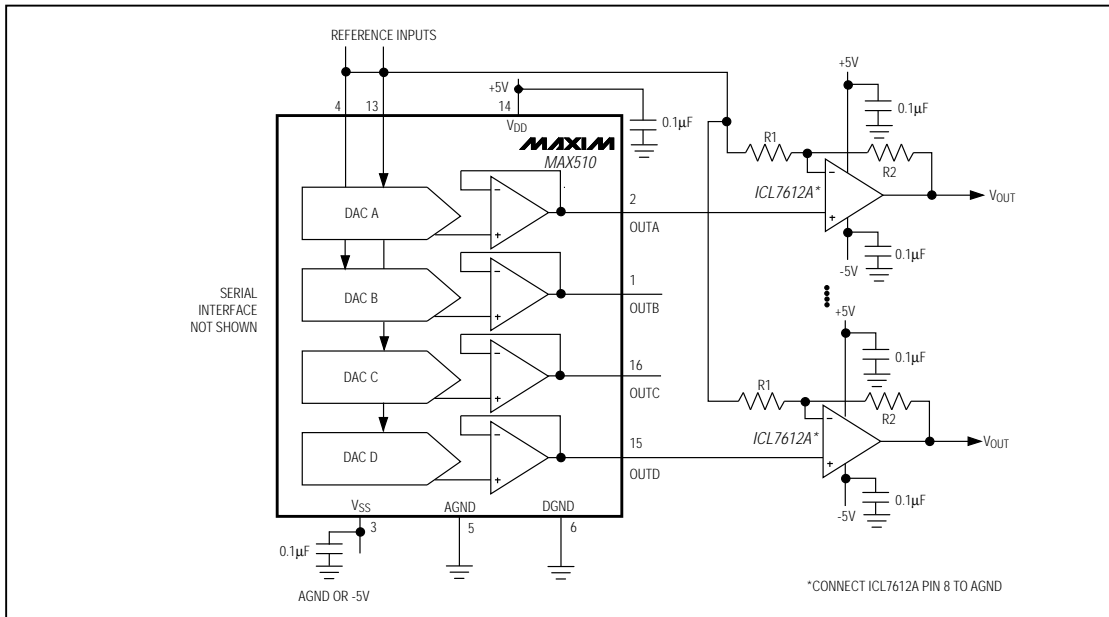 REFERENCE INPUTS
4
13
+5V
14
VDD
0.1µF
MAXIM
MAX510
DAC A
-
+
2
OUTA
DAC B
-
+
1
OUTB
DAC C
-
+
16
OUTC
DAC D
-
+
15
OUTD
SERIAL
INTERFACE
NOT SHOWN
VSS
3
AGND
5
DGND
6
0.1µF
AGND OR -5V
+5V
0.1µF
R1
R2
ICL7612A*
-
+
VOUT
0.1µF
-5V
+5V
0.1µF
R1
R2
ICL7612A*
-
+
VOUT
0.1µF
-5V
*CONNECT ICL7612A PIN 8 TO AGND